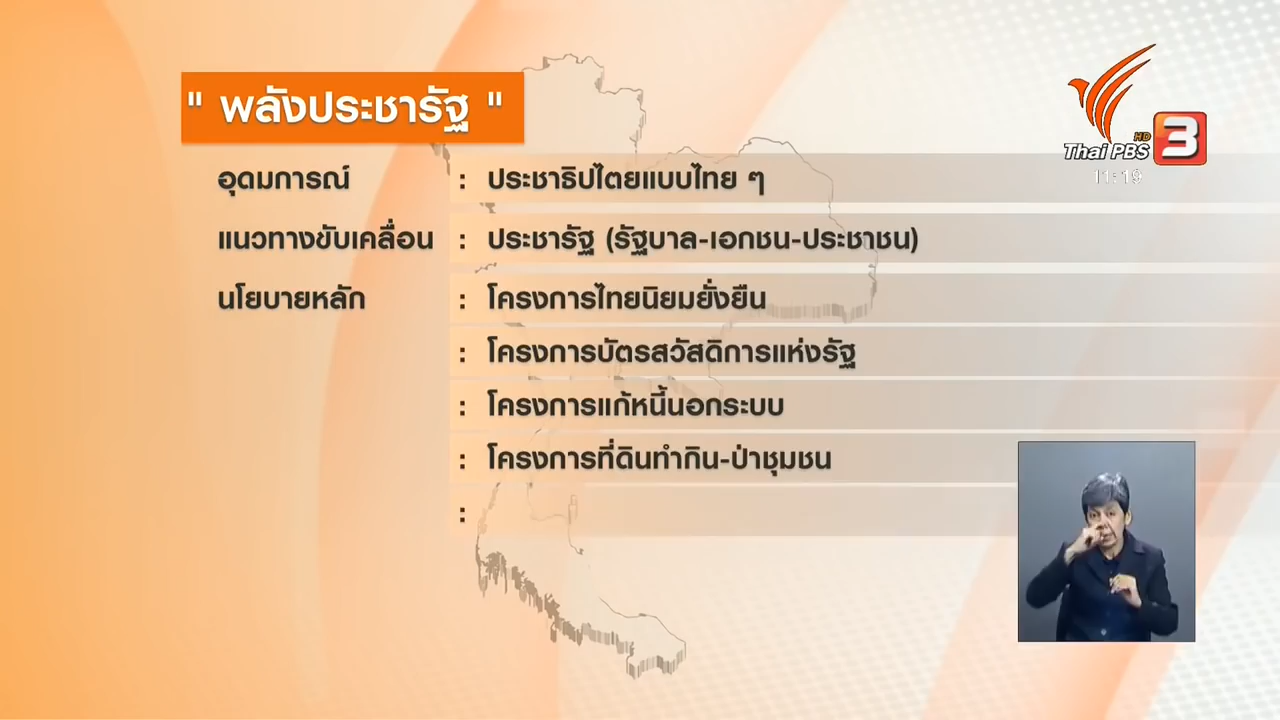 " พลังประชารัฐ "
Thai PBS HD 3
11:19
อุดมการณ์ : ประชาธิปไตยแบบไทย ๆ
แนวทางขับเคลื่อน : ประชารัฐ (รัฐบาล-เอกชน-ประชาชน)
นโยบายหลัก : โครงการไทยนิยมยั่งยืน
: โครงการบัตรสวัสดิการแห่งรัฐ
: โครงการแก้หนี้นอกระบบ
: โครงการที่ดินทำกิน-ป่าชุมชน
: